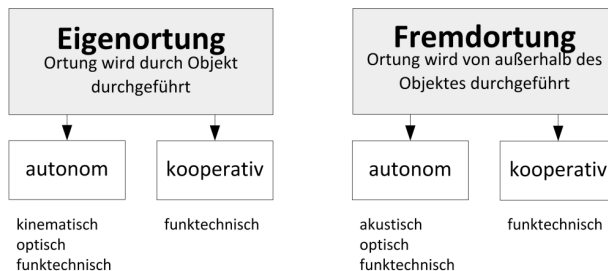 Eigenortung
Ortung wird durch Objekt
durchgeführt
autonom
kooperativ
kinematisch
optisch
funktechnisch
funktechnisch
Fremdortung
Ortung wird von außerhalb des
Objektes durchgeführt
autonom
kooperativ
akustisch
optisch
funktechnisch
funktechnisch